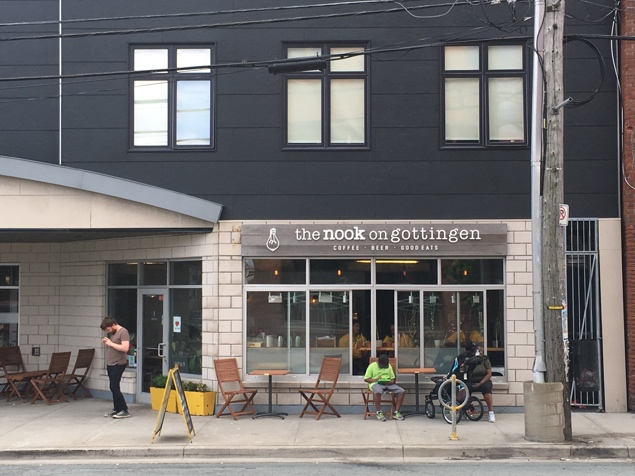 the nook on gottingen
COFFEE · BEER · GOOD EATS